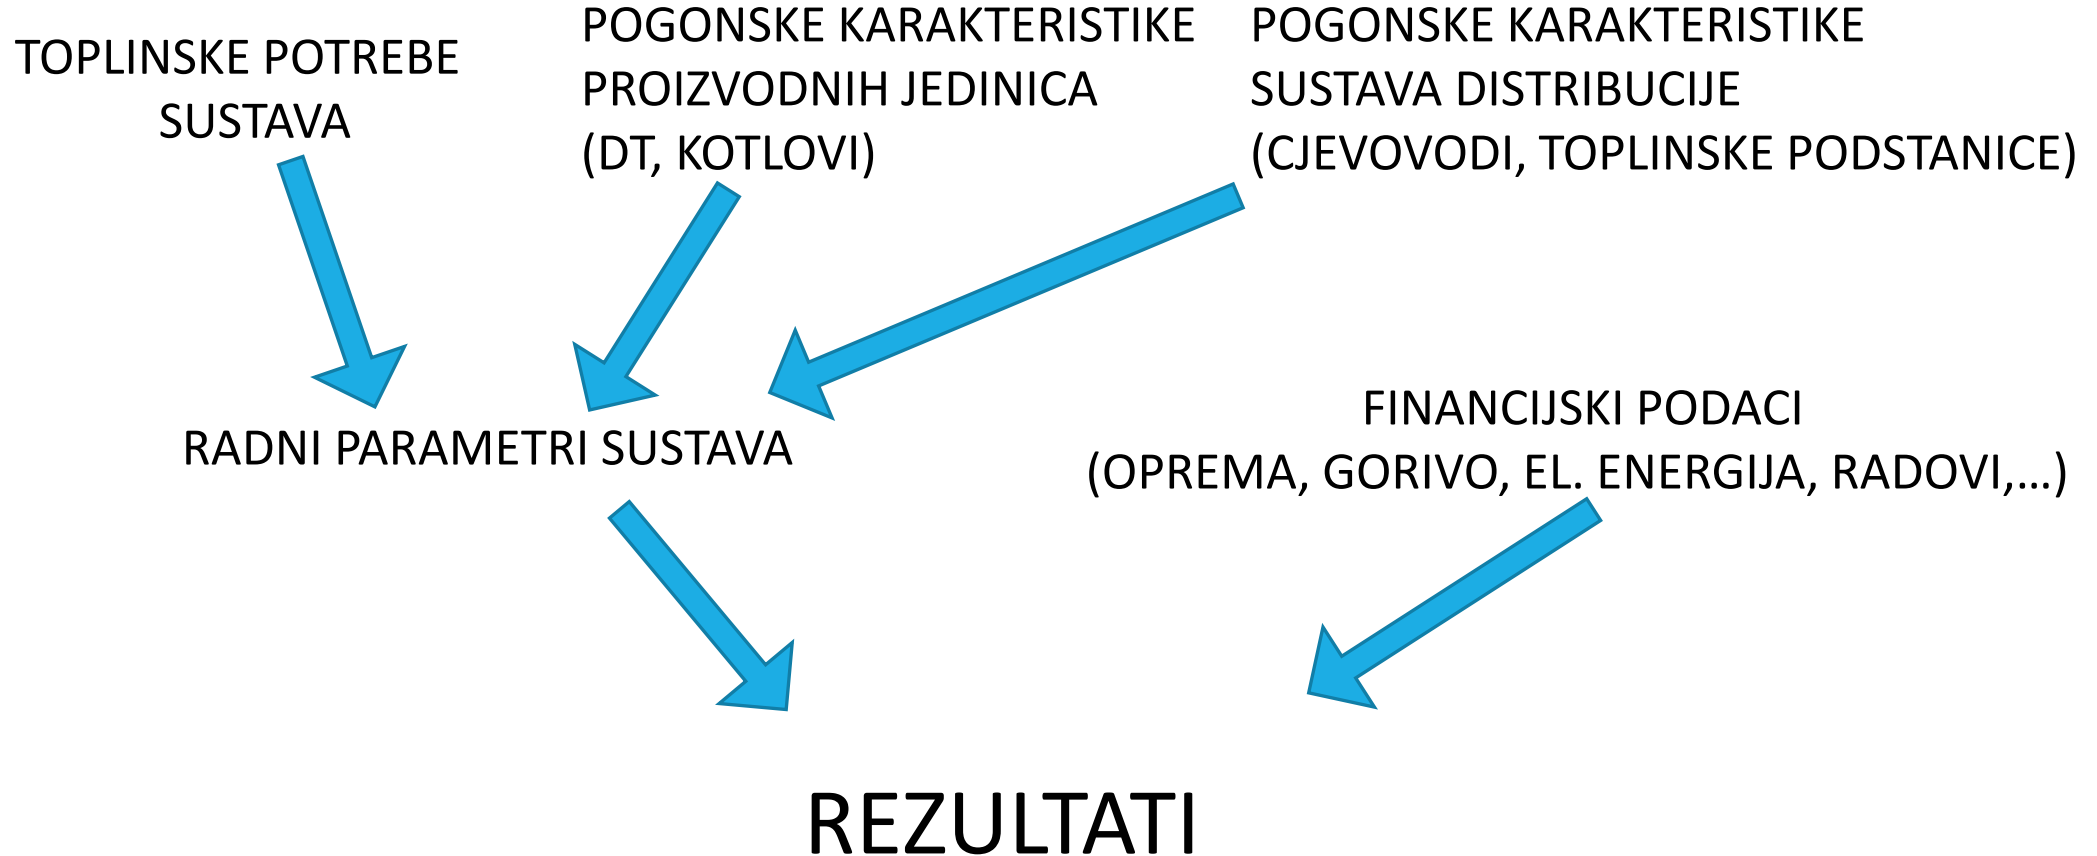 TOPLINSKE POTREBE
SUSTAVA
POGONSKE KARAKTERISTIKE
PROIZVODNIH JEDINICA
(DT, KOTLOVI)
POGONSKE KARAKTERISTIKE
SUSTAVA DISTRIBUCIJE
(CJEVOVODI, TOPLINSKE PODSTANICE)
RADNI PARAMETRI SUSTAVA
FINANCIJSKI PODACI
(OPREMA, GORIVO, EL. ENERGIJA, RADOVI,...)
REZULTATI